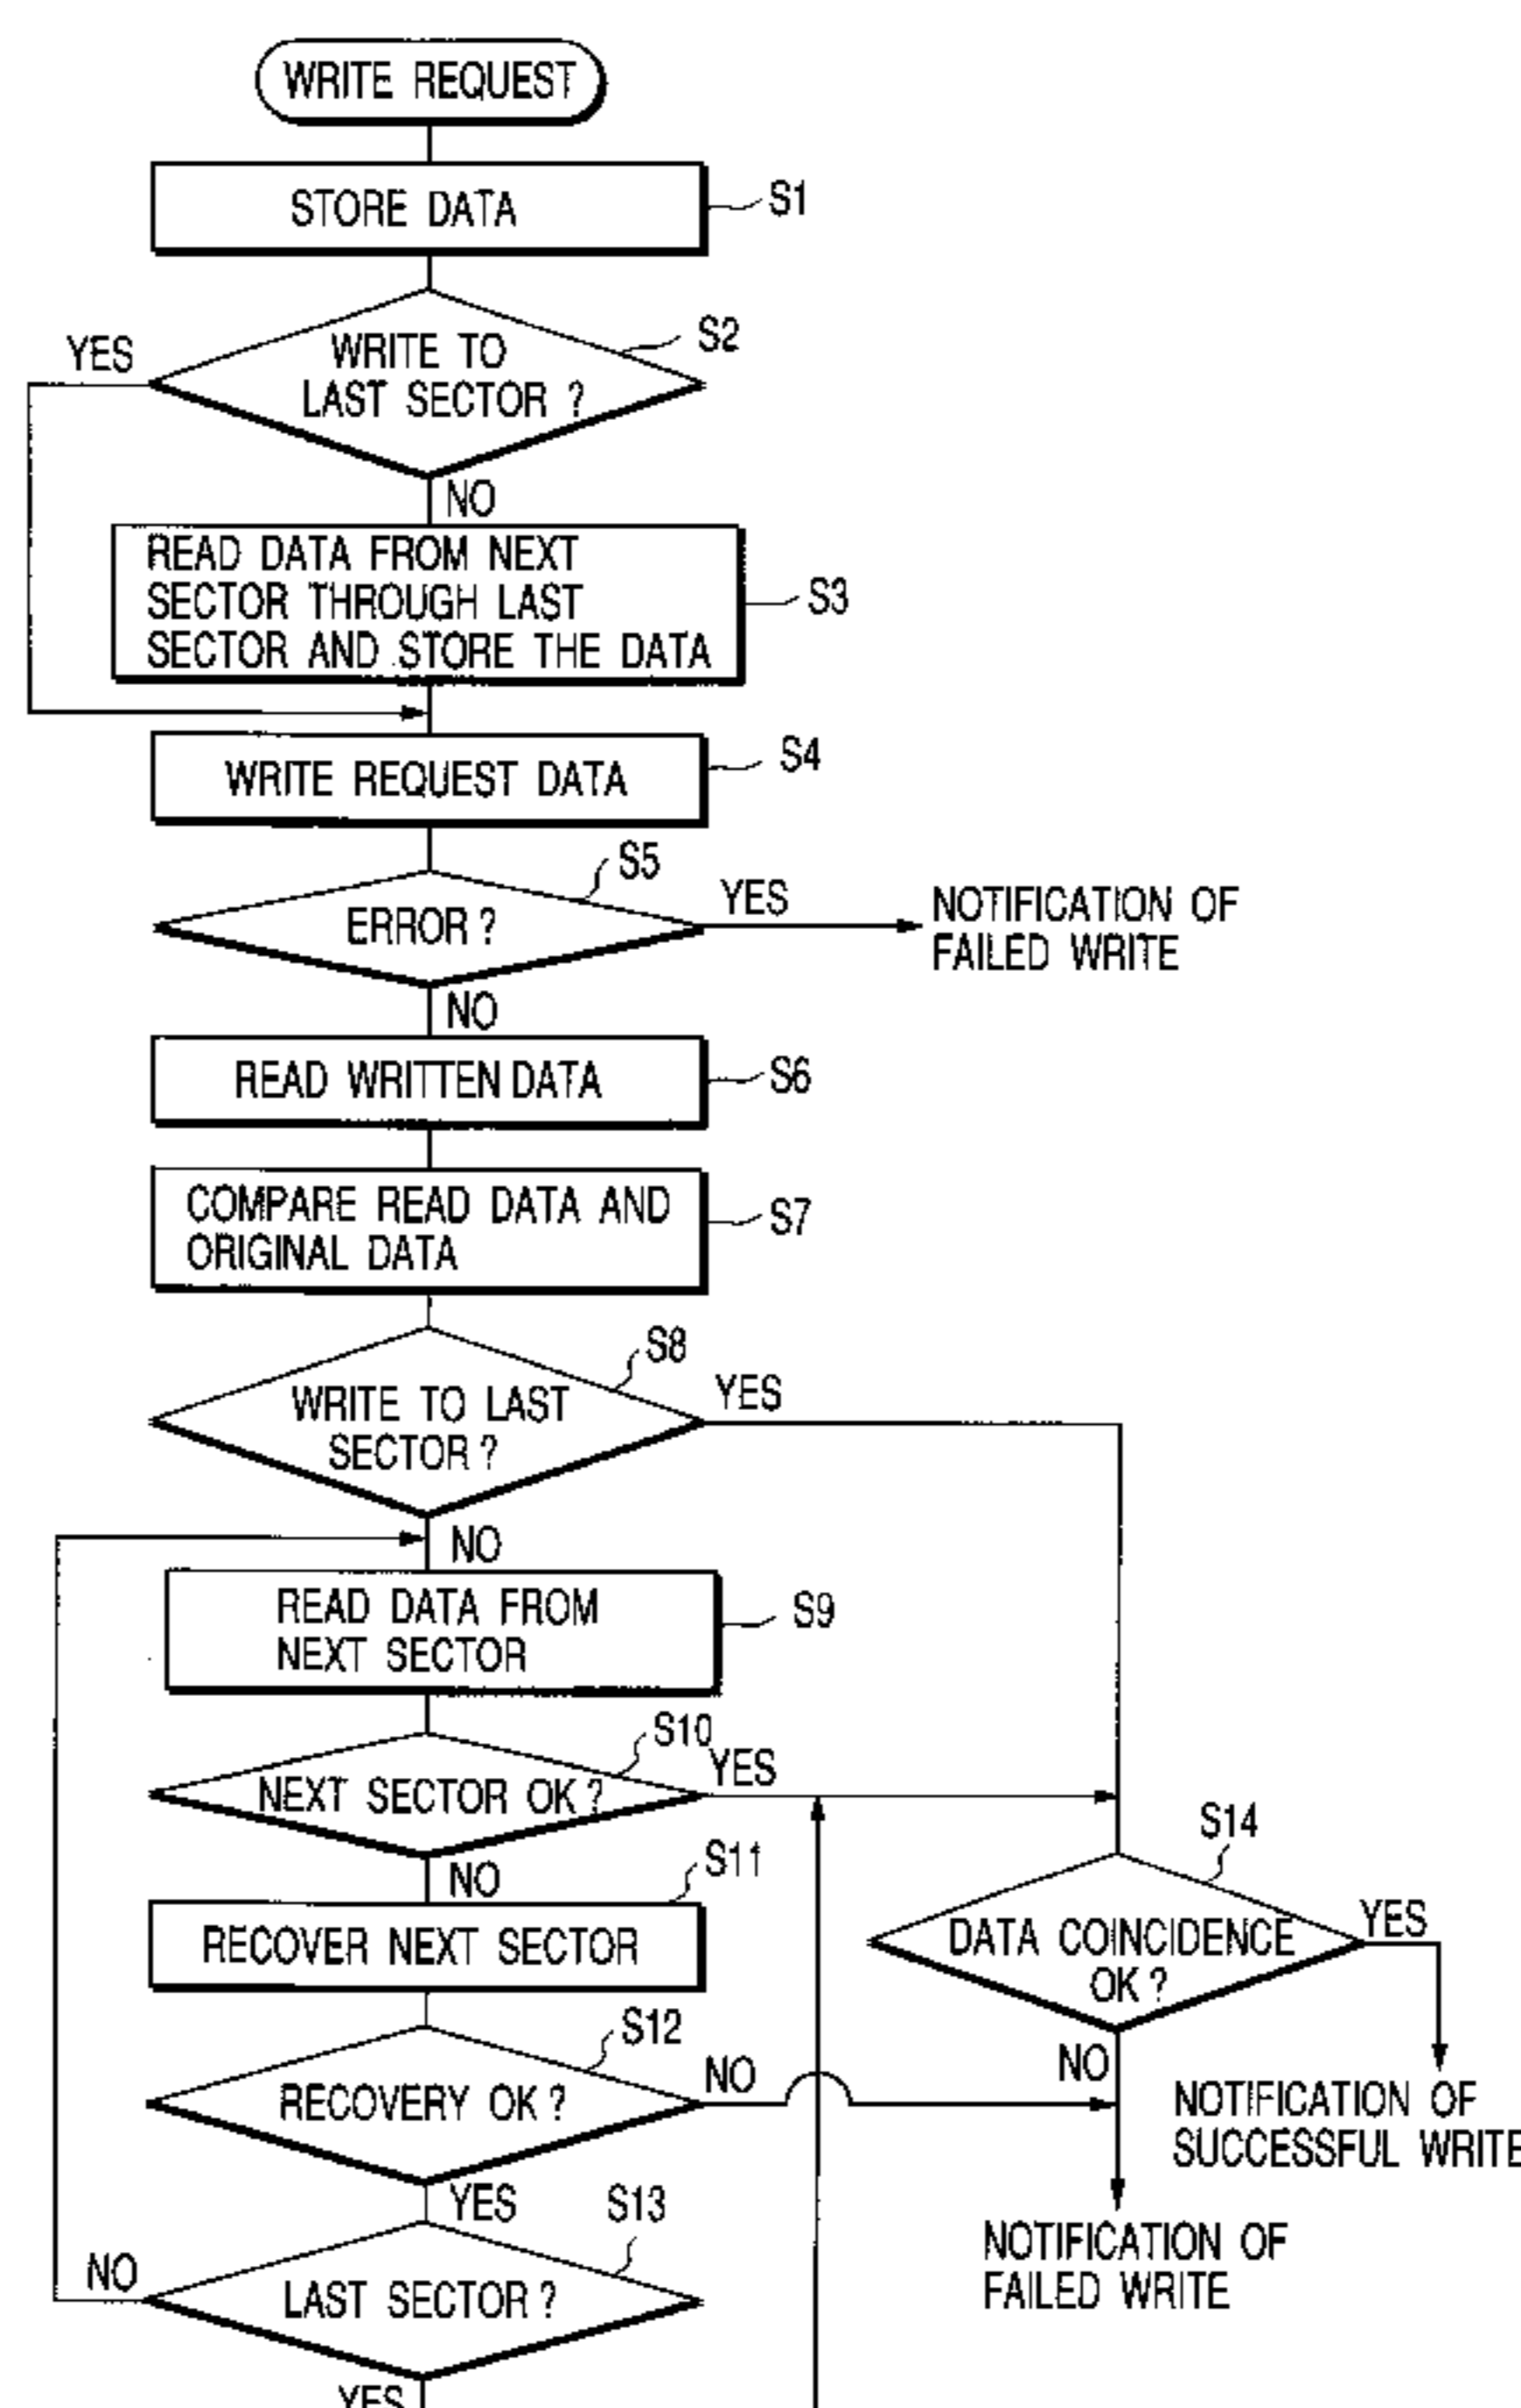 WRITE REQUEST
STORE DATA
S1
S2
YES
WRITE TO
LAST SECTOR ?
NO
READ DATA FROM NEXT
SECTOR THROUGH LAST
SECTOR AND STORE THE DATA
S3
WRITE REQUEST DATA
S4
S5
ERROR ?
YES
NOTIFICATION OF
FAILED WRITE
NO
READ WRITTEN DATA
S6
COMPARE READ DATA AND
ORIGINAL DATA
S7
S8
WRITE TO LAST
SECTOR ?
YES
NO
READ DATA FROM
NEXT SECTOR
S9
S10
NEXT SECTOR OK ?
YES
S14
NO
S11
DATA COINCIDENCE
OK ?
YES
RECOVER NEXT SECTOR
S12
RECOVERY OK ?
NO
NO
NOTIFICATION OF
SUCCESSFUL WRITE
YES
S13
NOTIFICATION OF
FAILED WRITE
NO
LAST SECTOR ?
YES